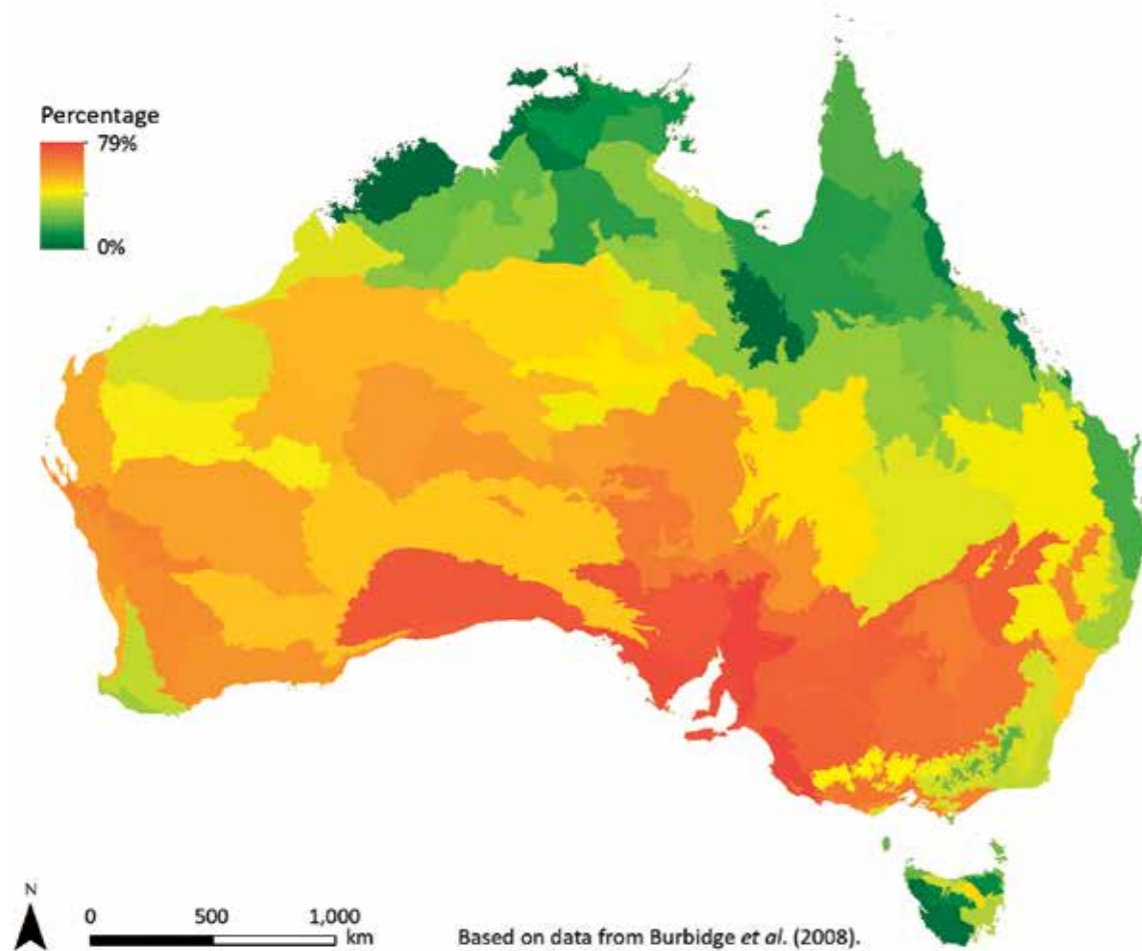 Percentage
79%
0%
N
0 500 1,000
km
Based on data from Burbidge et al. (2008).